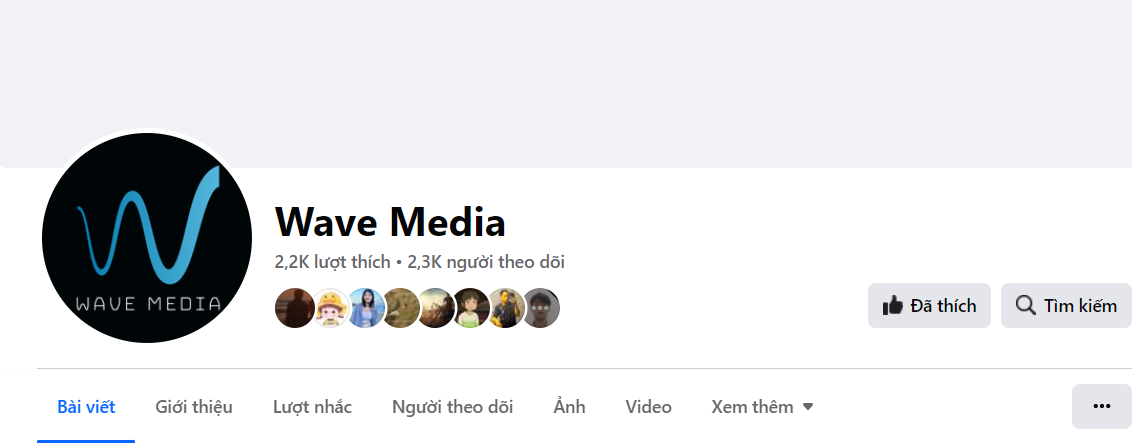 WAVE MEDIA
Wave Media
2,2K lượt thích • 2,3K người theo dõi
Đã thích
Tìm kiếm
Bài viết
Giới thiệu
Lượt nhắc
Người theo dõi
Ảnh
Video
Xem thêm